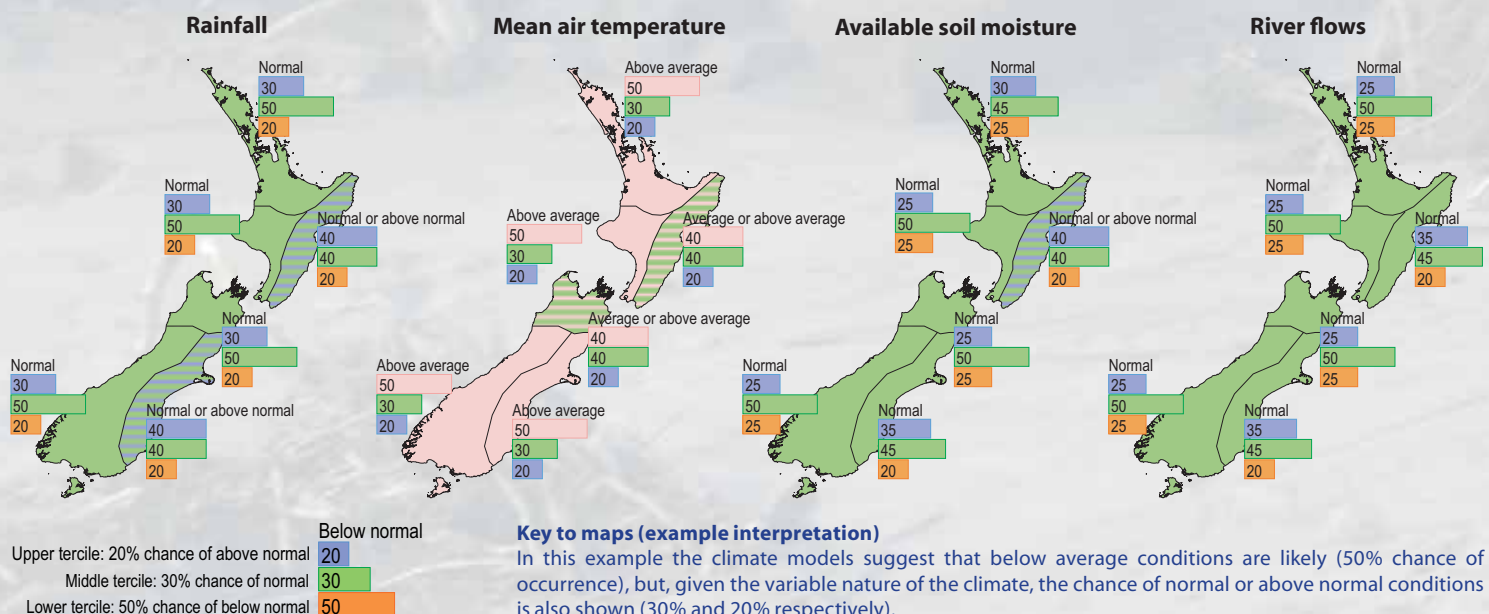 Rainfall
Normal
30
50
20
Normal
30
50
20
Normal or above normal
40
40
20
Normal
30
50
20
Normal
30
50
20
Normal or above normal
40
40
20
Mean air temperature
Above average
50
30
20
Above average
50
30
20
Average or above average
40
40
20
Average or above average
40
40
20
Above average
50
30
20
Above average
50
30
20
Available soil moisture
Normal
30
45
25
Normal
25
50
25
Normal or above normal
40
40
20
Normal
25
50
25
Normal
25
50
25
Normal
35
45
20
River flows
Normal
25
50
25
Normal
25
50
25
Normal
35
45
20
Normal
25
50
25
Normal
25
50
25
Normal
35
45
20
Below normal
Upper tercile: 20% chance of above normal 20
Middle tercile: 30% chance of normal 30
Lower tercile: 50% chance of below normal 50
Key to maps (example interpretation)
In this example the climate models suggest that below average conditions are likely (50% chance of
occurrence), but, given the variable nature of the climate, the chance of normal or above normal conditions
is also shown (30% and 20% respectively).